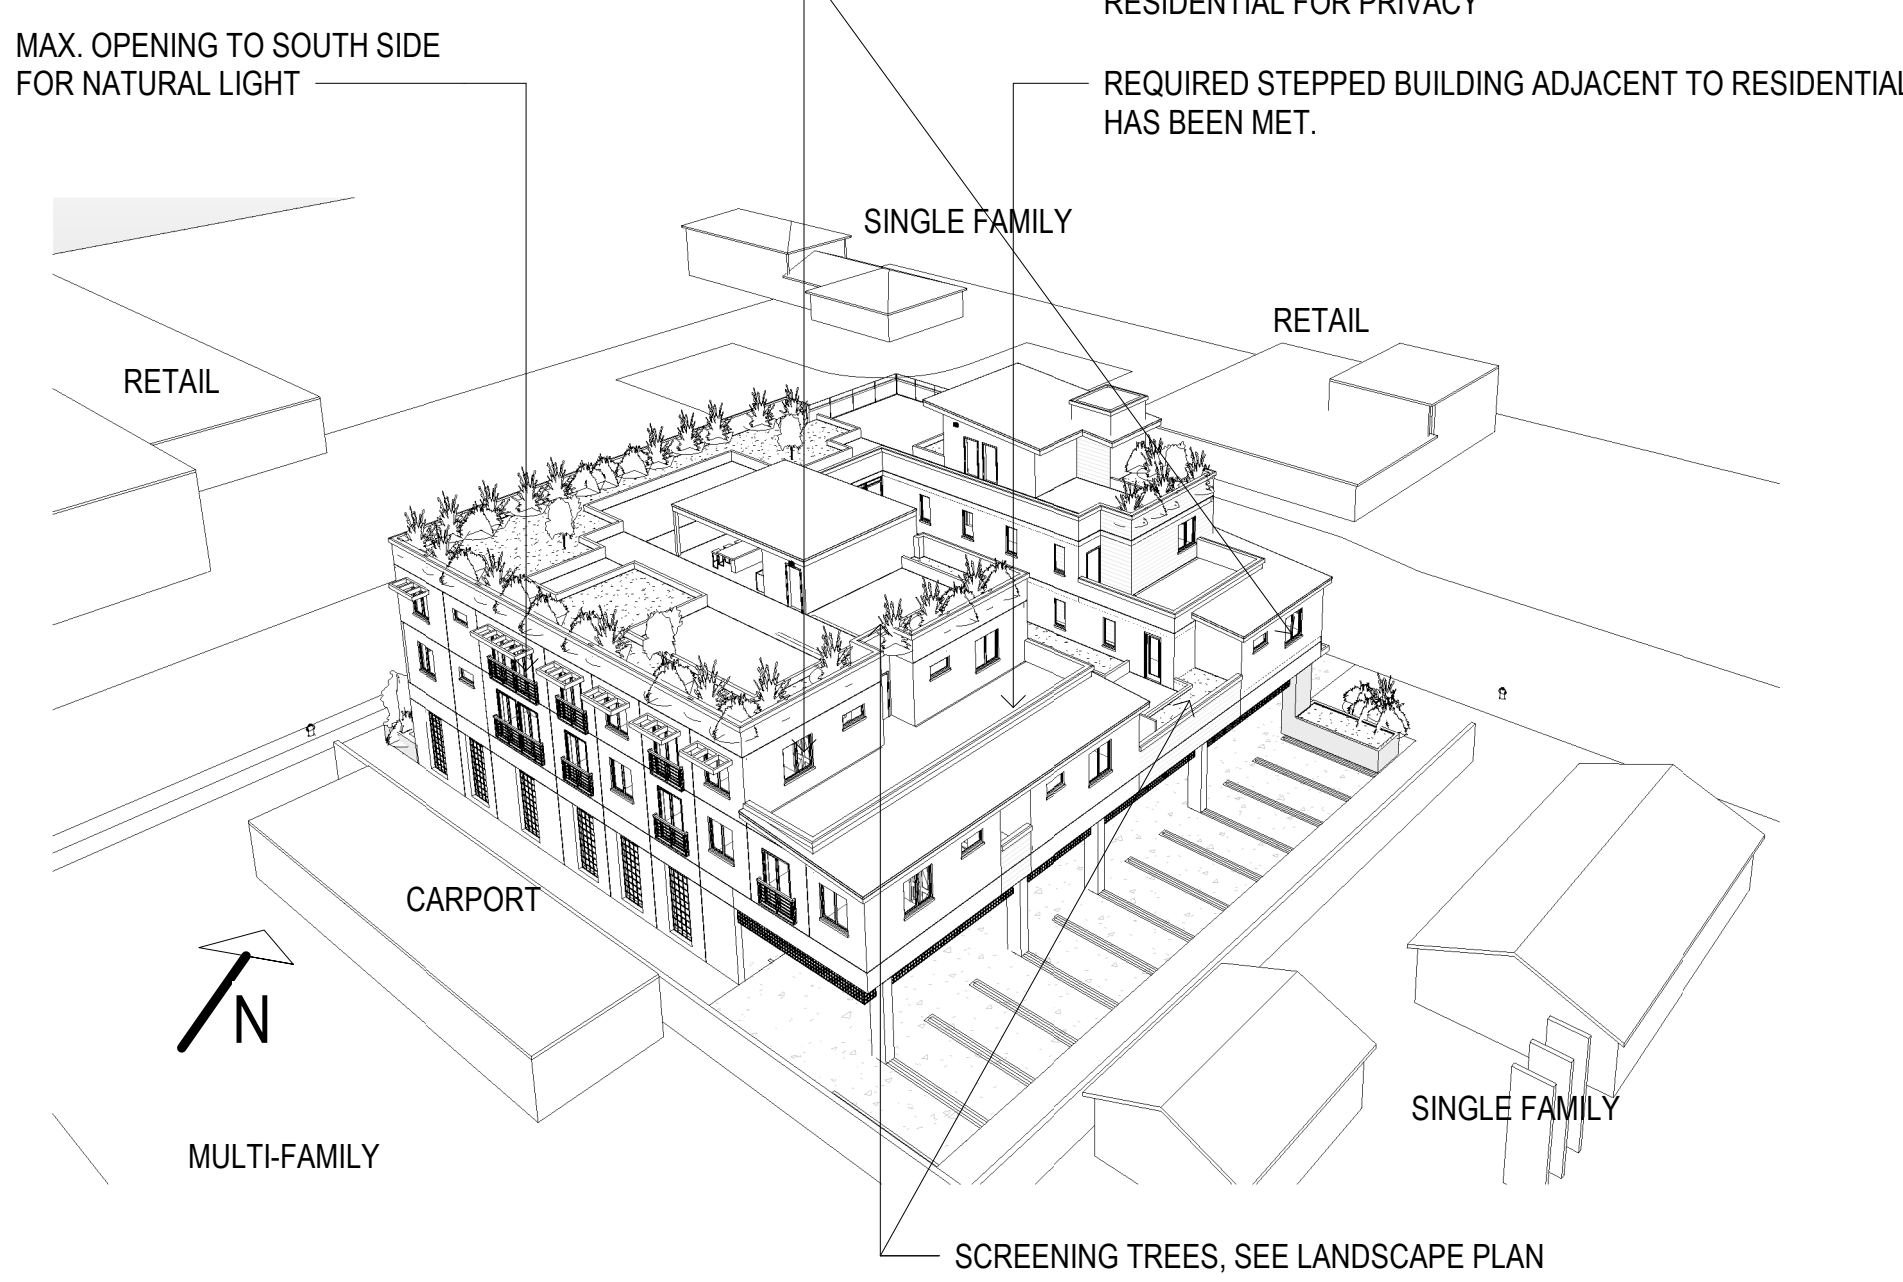 RESIDENTIAL FOR PRIVACY
MAX. OPENING TO SOUTH SIDE
FOR NATURAL LIGHT
REQUIRED STEPPED BUILDING ADJACENT TO RESIDENTIAL
HAS BEEN MET.
SINGLE FAMILY
RETAIL
RETAIL
CARPORT
N
SINGLE FAMILY
MULTI-FAMILY
SCREENING TREES, SEE LANDSCAPE PLAN